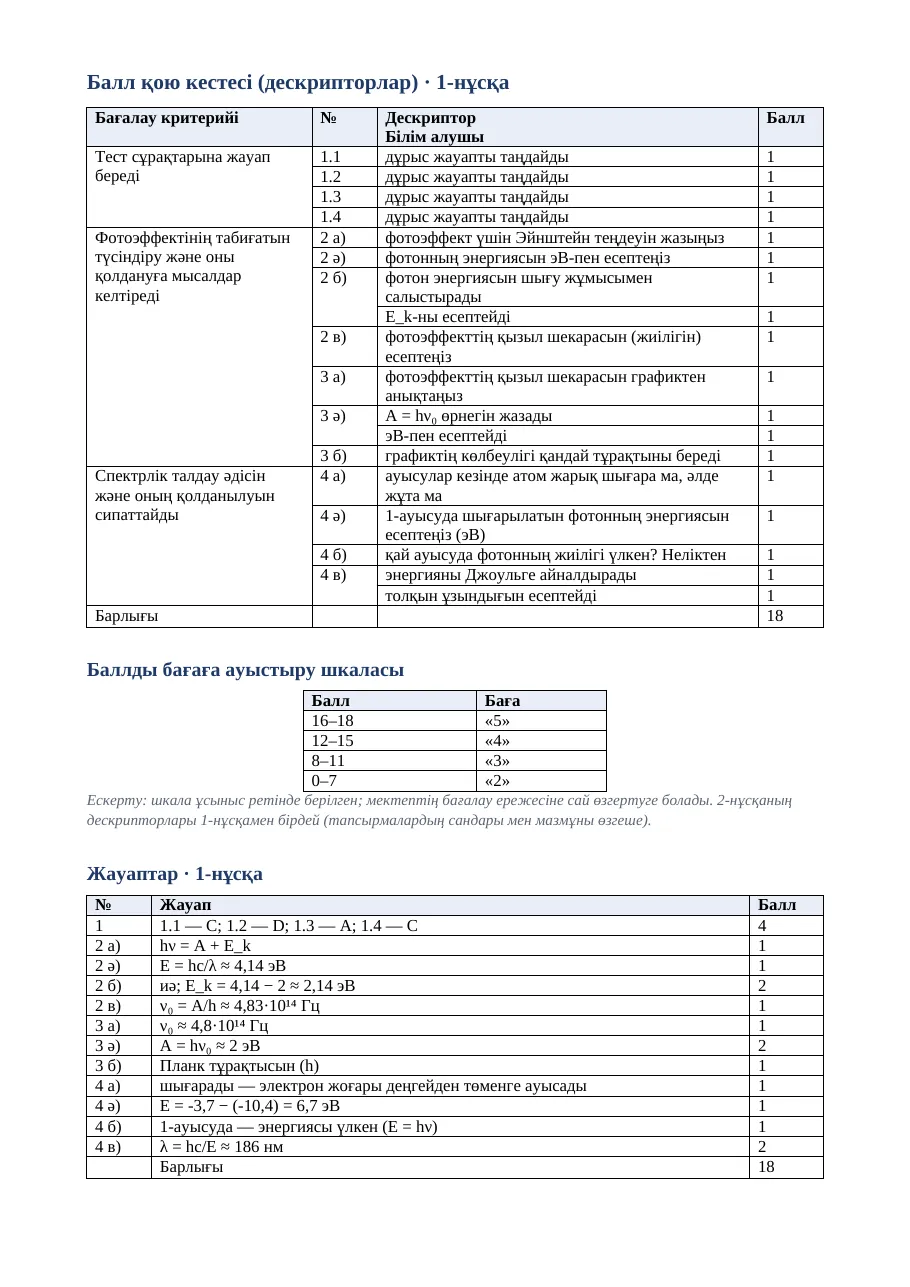 Балл қою кестесі (дескрипторлар) · 1-нұсқа
Бағалау критерийі № Дескриптор Балл
Білім алушы
Тест сұрақтарына жауап 1.1 дұрыс жауапты таңдайды 1
береді 1.2 дұрыс жауапты таңдайды 1
1.3 дұрыс жауапты таңдайды 1
1.4 дұрыс жауапты таңдайды 1
Фотоэффектінің табиғатын 2 а) фотоэффект үшін Эйнштейн теңдеуін жазыңыз 1
түсіндіру және оны 2 ә) фотонның энергиясын эВ-пен есептеңіз 1
қолдануға мысалдар 2 б) фотон энергиясын шығу жұмысымен 1
келтіреді салыстырады
E_k-ны есептейді 1
2 в) фотоэффекттің қызыл шекарасын (жиілігін) 1
есептеңіз
3 а) фотоэффекттің қызыл шекарасын графиктен 1
анықтаңыз
3 ә) A = hν₀ өрнегін жазады 1
эВ-пен есептейді 1
3 б) графиктің көлбеулігі қандай тұрақтыны береді 1
Спектрлік талдау әдісін 4 а) ауысулар кезінде атом жарық шығара ма, әлде 1
және оның қолданылуын жұта ма
сипаттайды 4 ә) 1-ауысуда шығарылатын фотонның энергиясын 1
есептеңіз (эВ)
4 б) қай ауысуда фотонның жиілігі үлкен? Неліктен 1
4 в) энергияны Джоульге айналдырады 1
толқын ұзындығын есептейді 1
Барлығы 18
Баллды бағаға ауыстыру шкаласы
Балл Баға
16–18 «5»
12–15 «4»
8–11 «3»
0–7 «2»
Ескерту: шкала ұсыныс ретінде берілген; мектептің бағалау ережесіне сай өзгертуге болады. 2-нұсқаның
дескрипторлары 1-нұсқамен бірдей (тапсырмалардың сандары мен мазмұны өзгеше).
Жауаптар · 1-нұсқа
№ Жауап Балл
1 1.1 — C; 1.2 — D; 1.3 — A; 1.4 — C 4
2 а) hν = A + E_k 1
2 ә) E = hc/λ ≈ 4,14 эВ 1
2 б) иә; E_k = 4,14 − 2 ≈ 2,14 эВ 2
2 в) ν₀ = A/h ≈ 4,83·10¹⁴ Гц 1
3 а) ν₀ ≈ 4,8·10¹⁴ Гц 1
3 ә) A = hν₀ ≈ 2 эВ 2
3 б) Планк тұрақтысын (h) 1
4 а) шығарады — электрон жоғары деңгейден төменге ауысады 1
4 ә) E = -3,7 − (-10,4) = 6,7 эВ 1
4 б) 1-ауысуда — энергиясы үлкен (E = hν) 1
4 в) λ = hc/E ≈ 186 нм 2
Барлығы 18